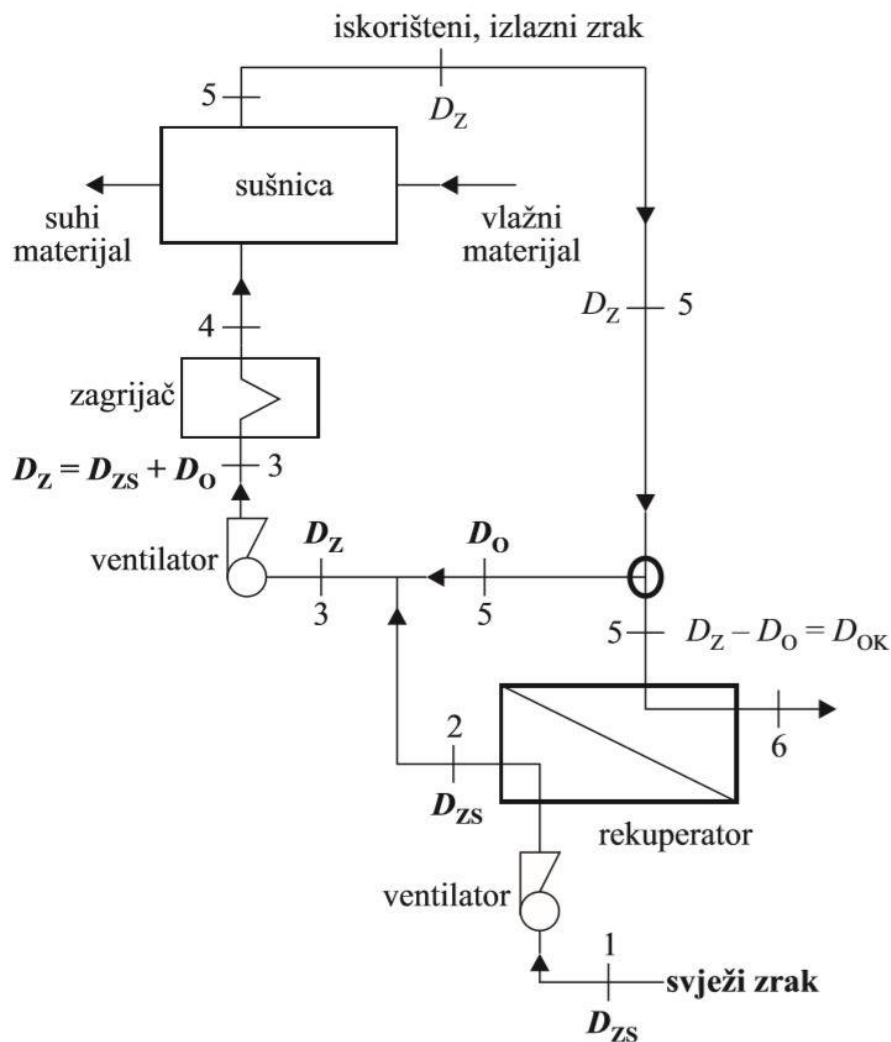 iskorišteni, izlazni zrak
5
D_Z
sušnica
suhi
materijal
vlažni
materijal
4
D_Z
5
zagrijač
D_Z = D_ZS + D_O
3
ventilator
D_Z
3
D_O
5
5
D_Z – D_O = D_OK
2
D_ZS
6
rekuperator
ventilator
1
svježi zrak
D_ZS